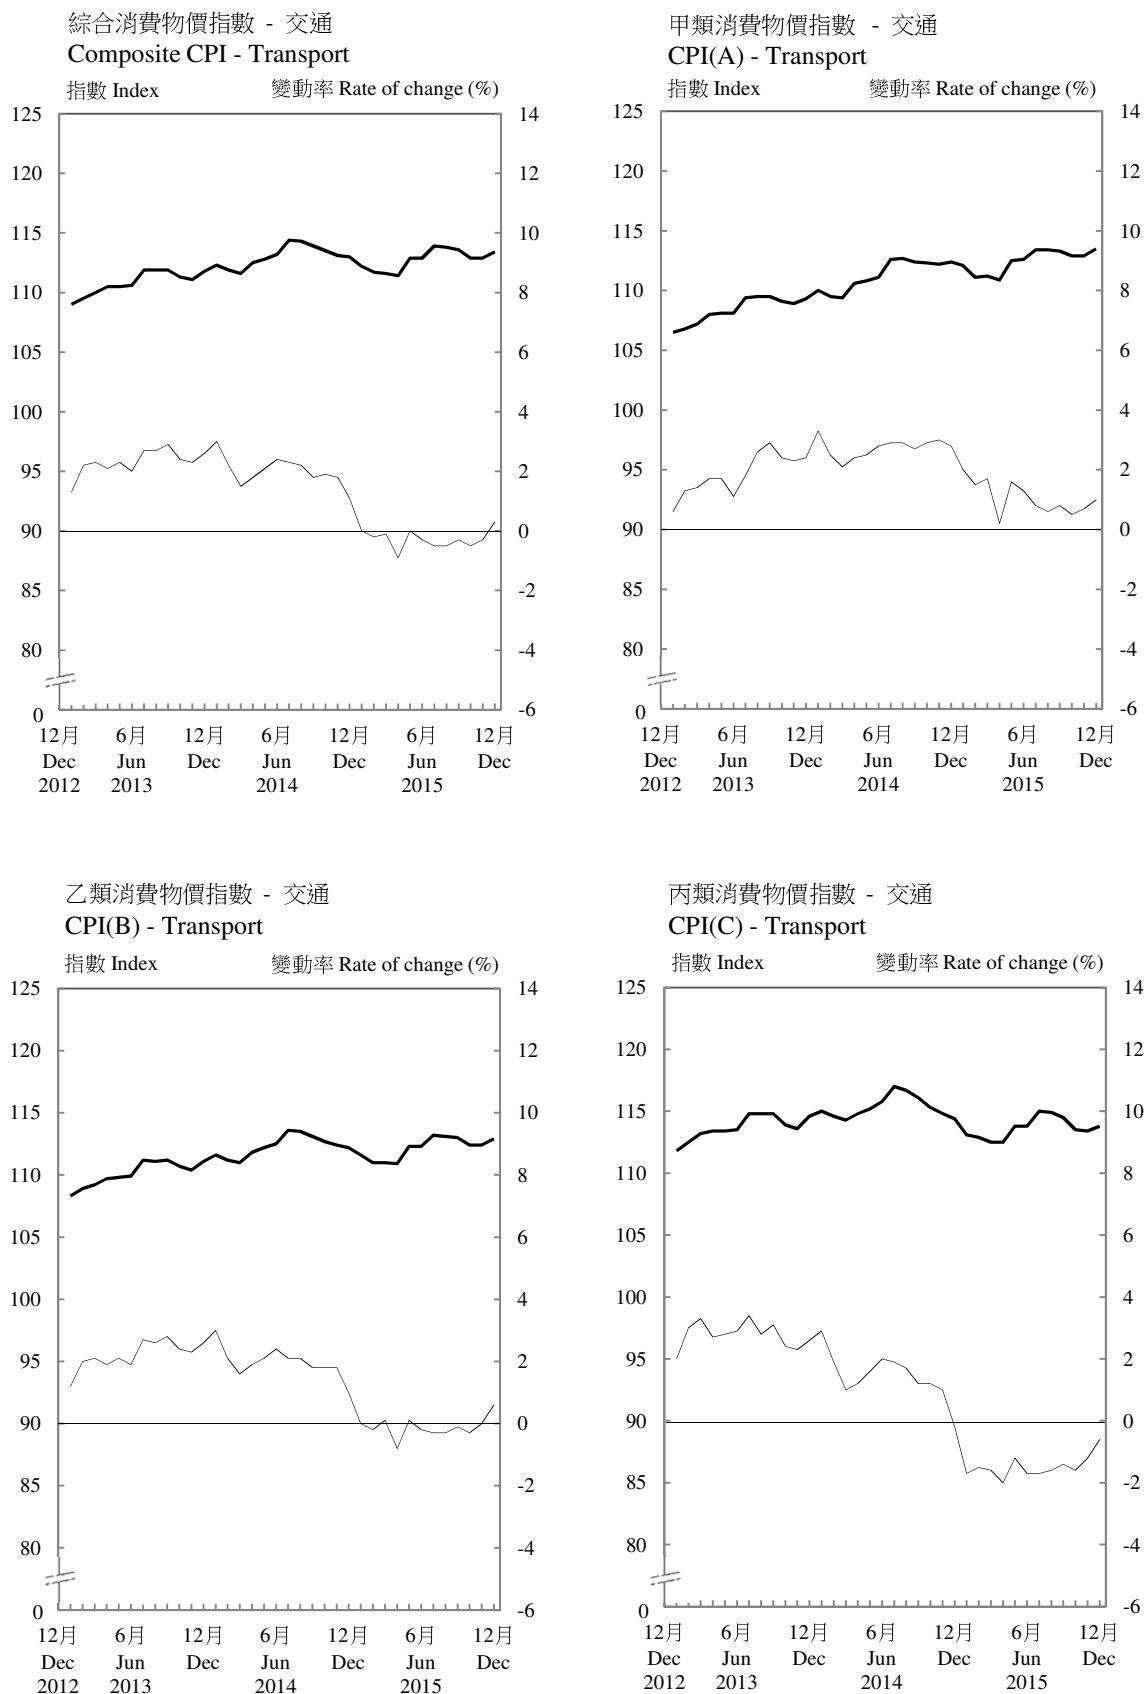 綜合消費物價指數 - 交通
Composite CPI - Transport
指數 Index 變動率 Rate of change (%)
125 14
120 12
115 10
110 8
105 6
100 4
95 2
90 0
85 -2
80 -4
0 -6
12月 6月 12月 6月 12月 6月 12月
Dec Jun Dec Jun Dec Jun Dec
2012 2013 2014 2015
甲類消費物價指數 - 交通
CPI(A) - Transport
指數 Index 變動率 Rate of change (%)
125 14
120 12
115 10
110 8
105 6
100 4
95 2
90 0
85 -2
80 -4
0 -6
12月 6月 12月 6月 12月 6月 12月
Dec Jun Dec Jun Dec Jun Dec
2012 2013 2014 2015
乙類消費物價指數 - 交通
CPI(B) - Transport
指數 Index 變動率 Rate of change (%)
125 14
120 12
115 10
110 8
105 6
100 4
95 2
90 0
85 -2
80 -4
0 -6
12月 6月 12月 6月 12月 6月 12月
Dec Jun Dec Jun Dec Jun Dec
2012 2013 2014 2015
丙類消費物價指數 - 交通
CPI(C) - Transport
指數 Index 變動率 Rate of change (%)
125 14
120 12
115 10
110 8
105 6
100 4
95 2
90 0
85 -2
80 -4
0 -6
12月 6月 12月 6月 12月 6月 12月
Dec Jun Dec Jun Dec Jun Dec
2012 2013 2014 2015